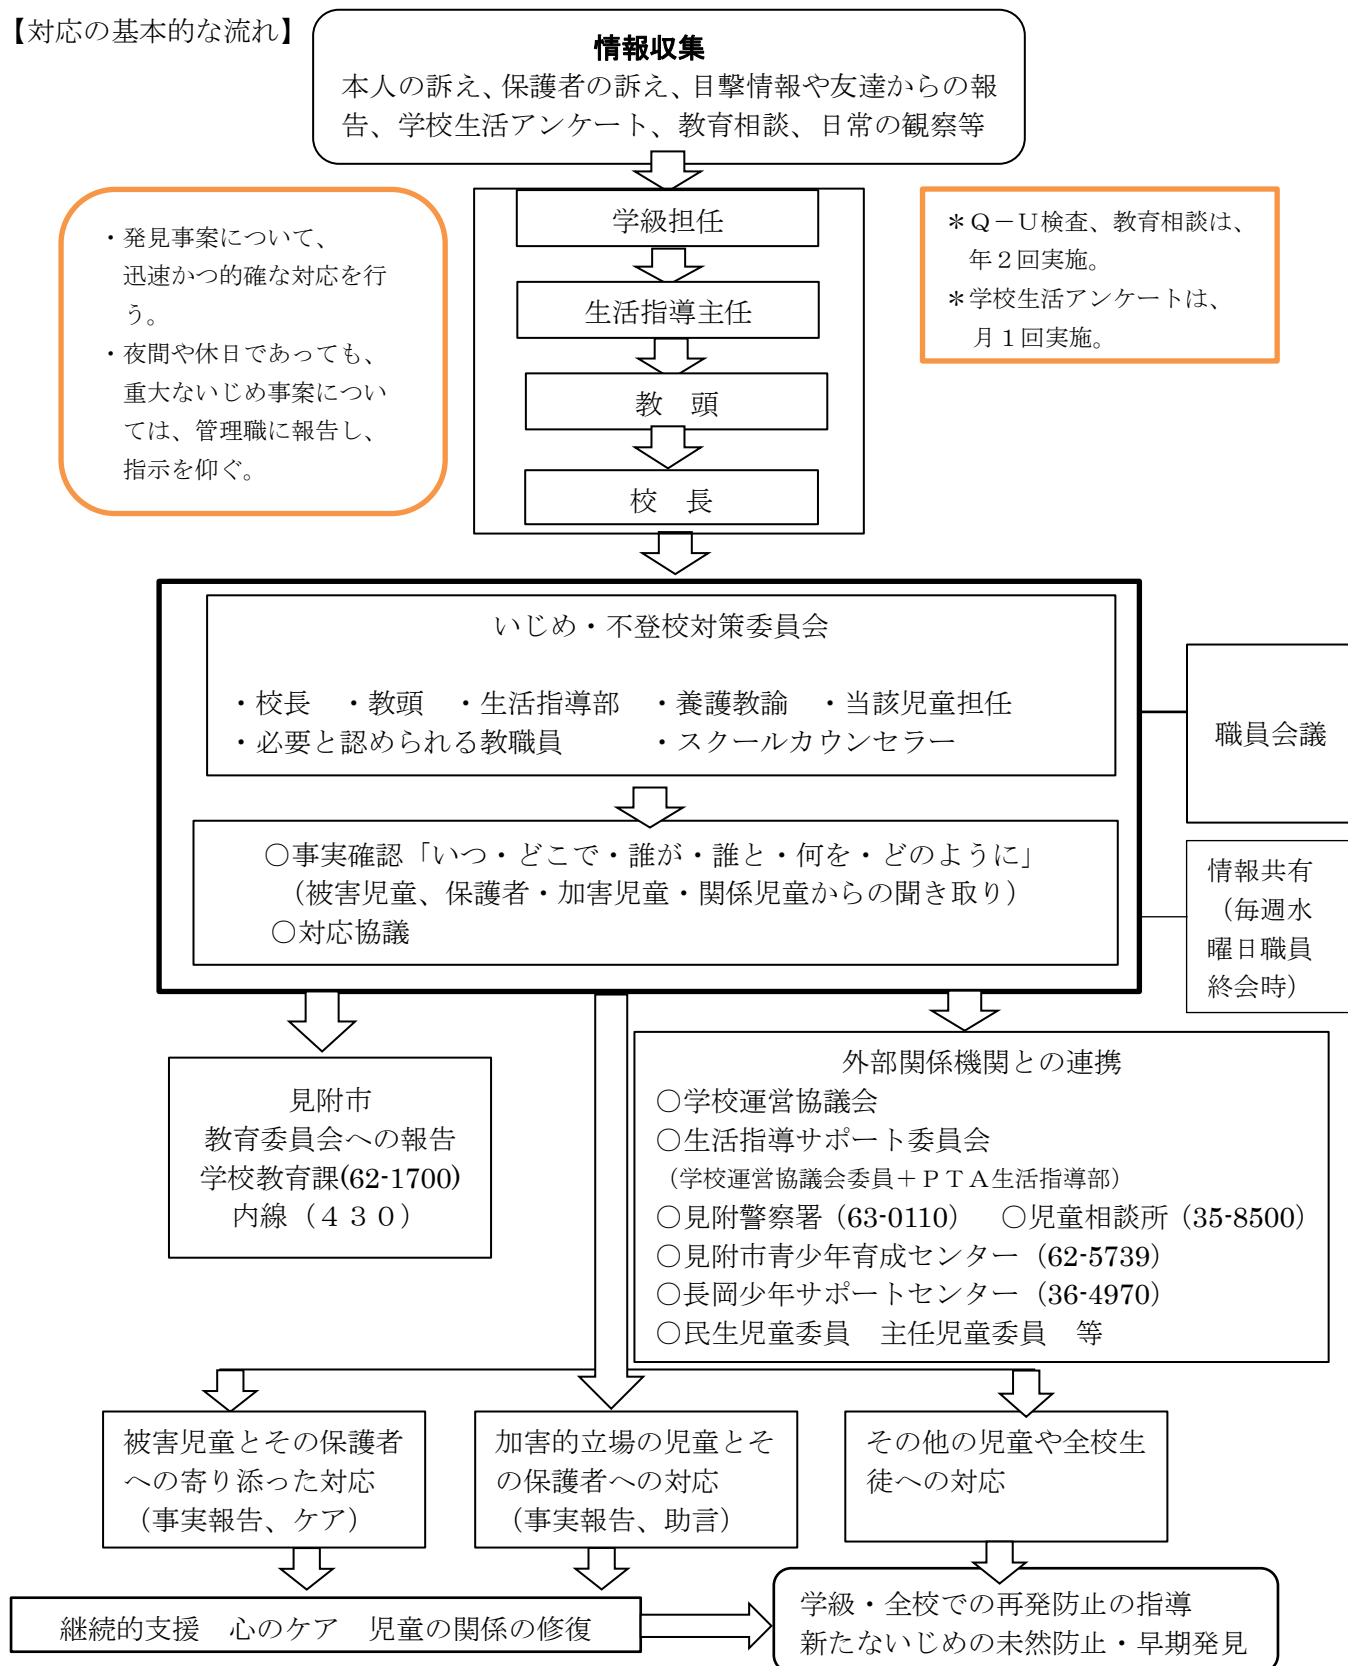 【対応の基本的な流れ】
情報収集
本人の訴え、保護者の訴え、目撃情報や友達からの報
告、学校生活アンケート、教育相談、日常の観察等
学級担任
生活指導主任
教　頭
校　長
・発見事案について、
迅速かつ的確な対応を行
う。
・夜間や休日であっても、
重大ないじめ事案につい
ては、管理職に報告し、
指示を仰ぐ。
＊Ｑ－Ｕ検査、教育相談は、
年２回実施。
＊学校生活アンケートは、
月１回実施。
いじめ・不登校対策委員会
・校長　・教頭　・生活指導部　・養護教諭　・当該児童担任
・必要と認められる教職員　　　・スクールカウンセラー
職員会議
○事実確認「いつ・どこで・誰が・誰と・何を・どのように」
（被害児童、保護者・加害児童・関係児童からの聞き取り）
○対応協議
情報共有
（毎週水
曜日職員
終会時）
見附市
教育委員会への報告
学校教育課(62-1700)
内線（４３０）
外部関係機関との連携
○学校運営協議会
○生活指導サポート委員会
（学校運営協議会委員＋ＰＴＡ生活指導部）
○見附警察署（63-0110）　○児童相談所（35-8500）
○見附市青少年育成センター（62-5739）
○長岡少年サポートセンター（36-4970）
○民生児童委員　主任児童委員　等
被害児童とその保護者
への寄り添った対応
（事実報告、ケア）
加害的立場の児童とそ
の保護者への対応
（事実報告、助言）
その他の児童や全校生
徒への対応
継続的支援　心のケア　児童の関係の修復
学級・全校での再発防止の指導
新たないじめの未然防止・早期発見